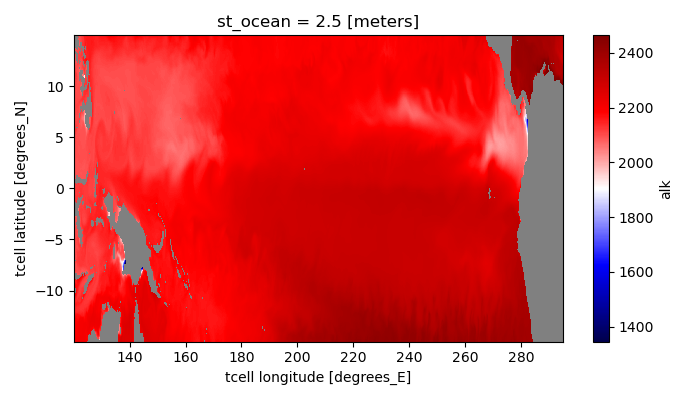 st_ocean = 2.5 [meters]
tcell latitude [degrees_N]
10
5
0
−5
−10
140 160 180 200 220 240 260 280
tcell longitude [degrees_E]
2400
2200
2000
1800
1600
1400
alk